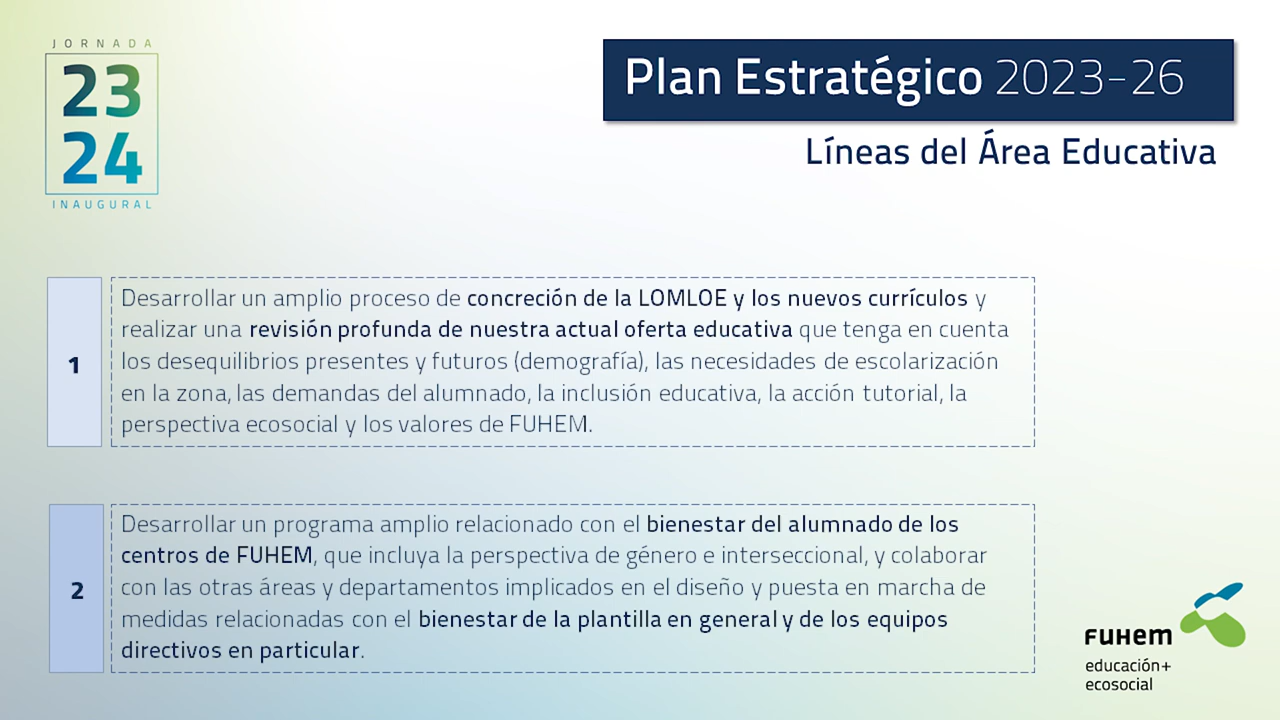 JORNADA
23
24
INAUGURAL
Plan Estratégico 2023-26
Líneas del Área Educativa
1
Desarrollar un amplio proceso de concreción de la LOMLOE y los nuevos currículos y
realizar una revisión profunda de nuestra actual oferta educativa que tenga en cuenta
los desequilibrios presentes y futuros (demografía), las necesidades de escolarización
en la zona, las demandas del alumnado, la inclusión educativa, la acción tutorial, la
perspectiva ecosocial y los valores de FUHEM.
2
Desarrollar un programa amplio relacionado con el bienestar del alumnado de los
centros de FUHEM, que incluya la perspectiva de género e interseccional, y colaborar
con las otras áreas y departamentos implicados en el diseño y puesta en marcha de
medidas relacionadas con el bienestar de la plantilla en general y de los equipos
directivos en particular.
FUHEM
educación+
ecosocial